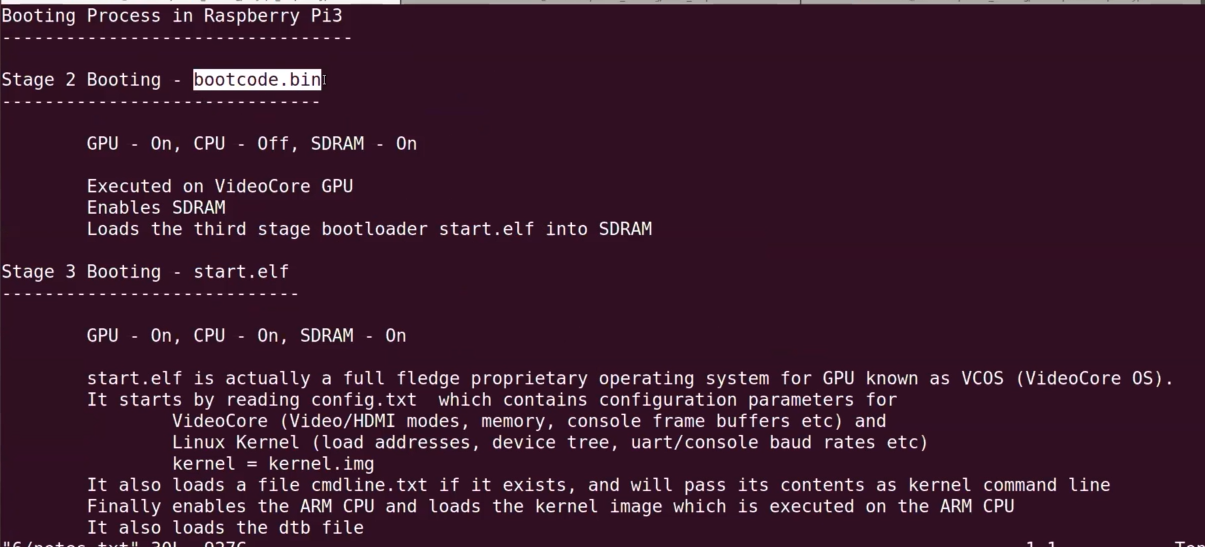 Booting Process in Raspberry Pi3
---------------------------------
Stage 2 Booting - bootcode.bin
------------------------------
GPU - On, CPU - Off, SDRAM - On
Executed on VideoCore GPU
Enables SDRAM
Loads the third stage bootloader start.elf into SDRAM
Stage 3 Booting - start.elf
----------------------------
GPU - On, CPU - On, SDRAM - On
start.elf is actually a full fledge proprietary operating system for GPU known as VCOS (VideoCore OS).
It starts by reading config.txt  which contains configuration parameters for
VideoCore (Video/HDMI modes, memory, console frame buffers etc) and
Linux Kernel (load addresses, device tree, uart/console baud rates etc)
kernel = kernel.img
It also loads a file cmdline.txt if it exists, and will pass its contents as kernel command line
Finally enables the ARM CPU and loads the kernel image which is executed on the ARM CPU
It also loads the dtb file